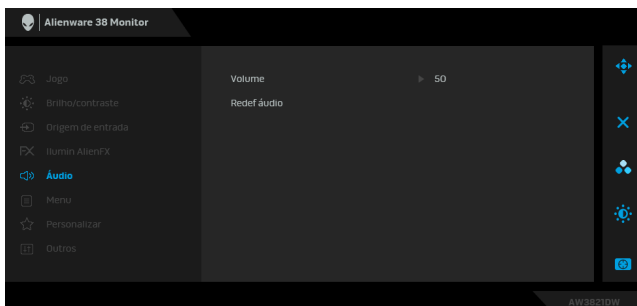 Alienware 38 Monitor
Jogo
Brilho/contraste
Origem de entrada
Ilumin AlienFX
Áudio
Menu
Personalizar
Outros
Volume 50
Redef áudio
AW3821DW